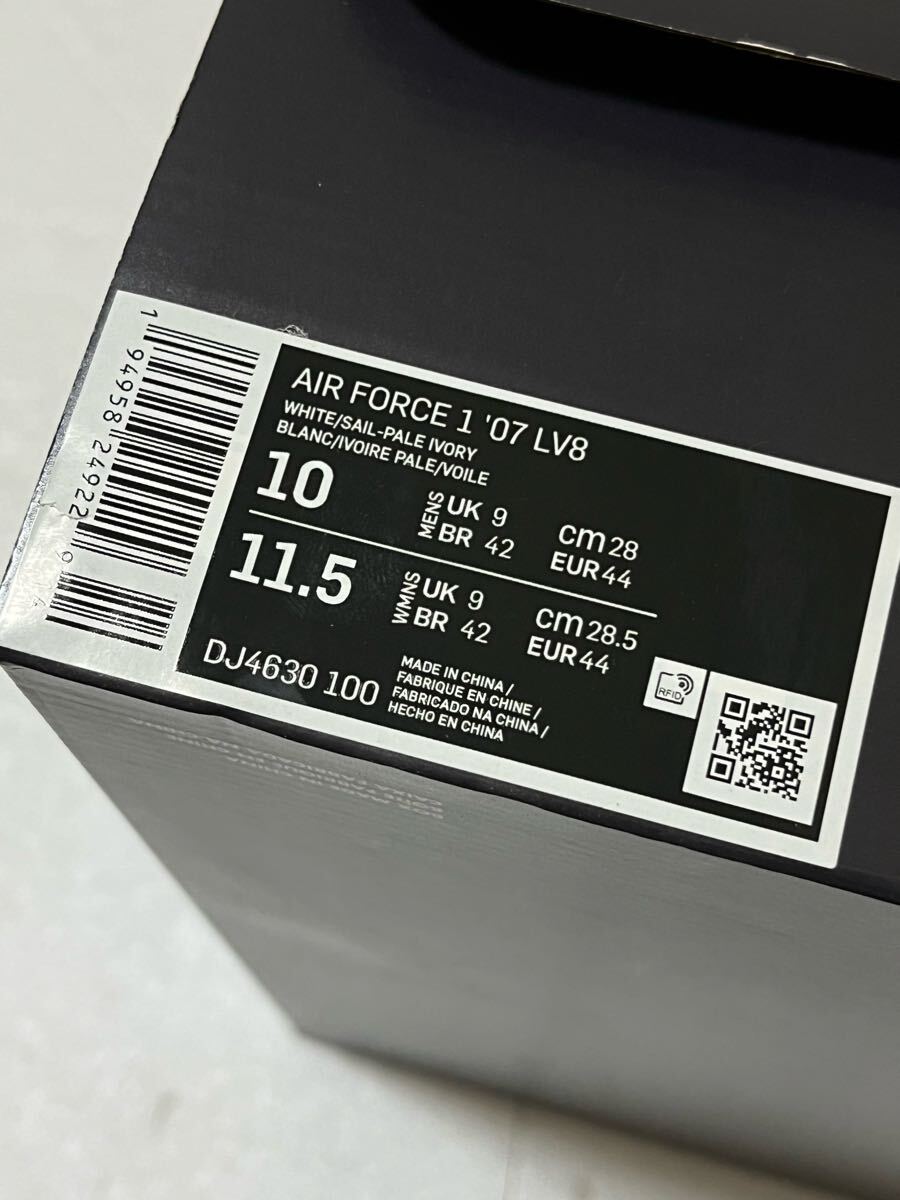 AIR FORCE 1 '07 LV8
WHITE/SAIL-PALE IVORY
BLANC/IVOIRE PALE/VOILE
10 MENS UK 9 cm 28
BR 42 EUR 44
11.5 WMNS UK 9 cm 28.5
BR 42 EUR 44
DJ4630 100
MADE IN CHINA /
FABRIQUE EN CHINE /
FABRICADO NA CHINA /
HECHO EN CHINA
RFID
1 94958 24922 9 4